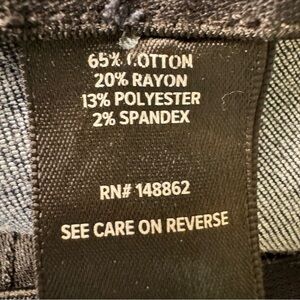 65% COTTON
20% RAYON
13% POLYESTER
2% SPANDEX
RN# 148862
SEE CARE ON REVERSE